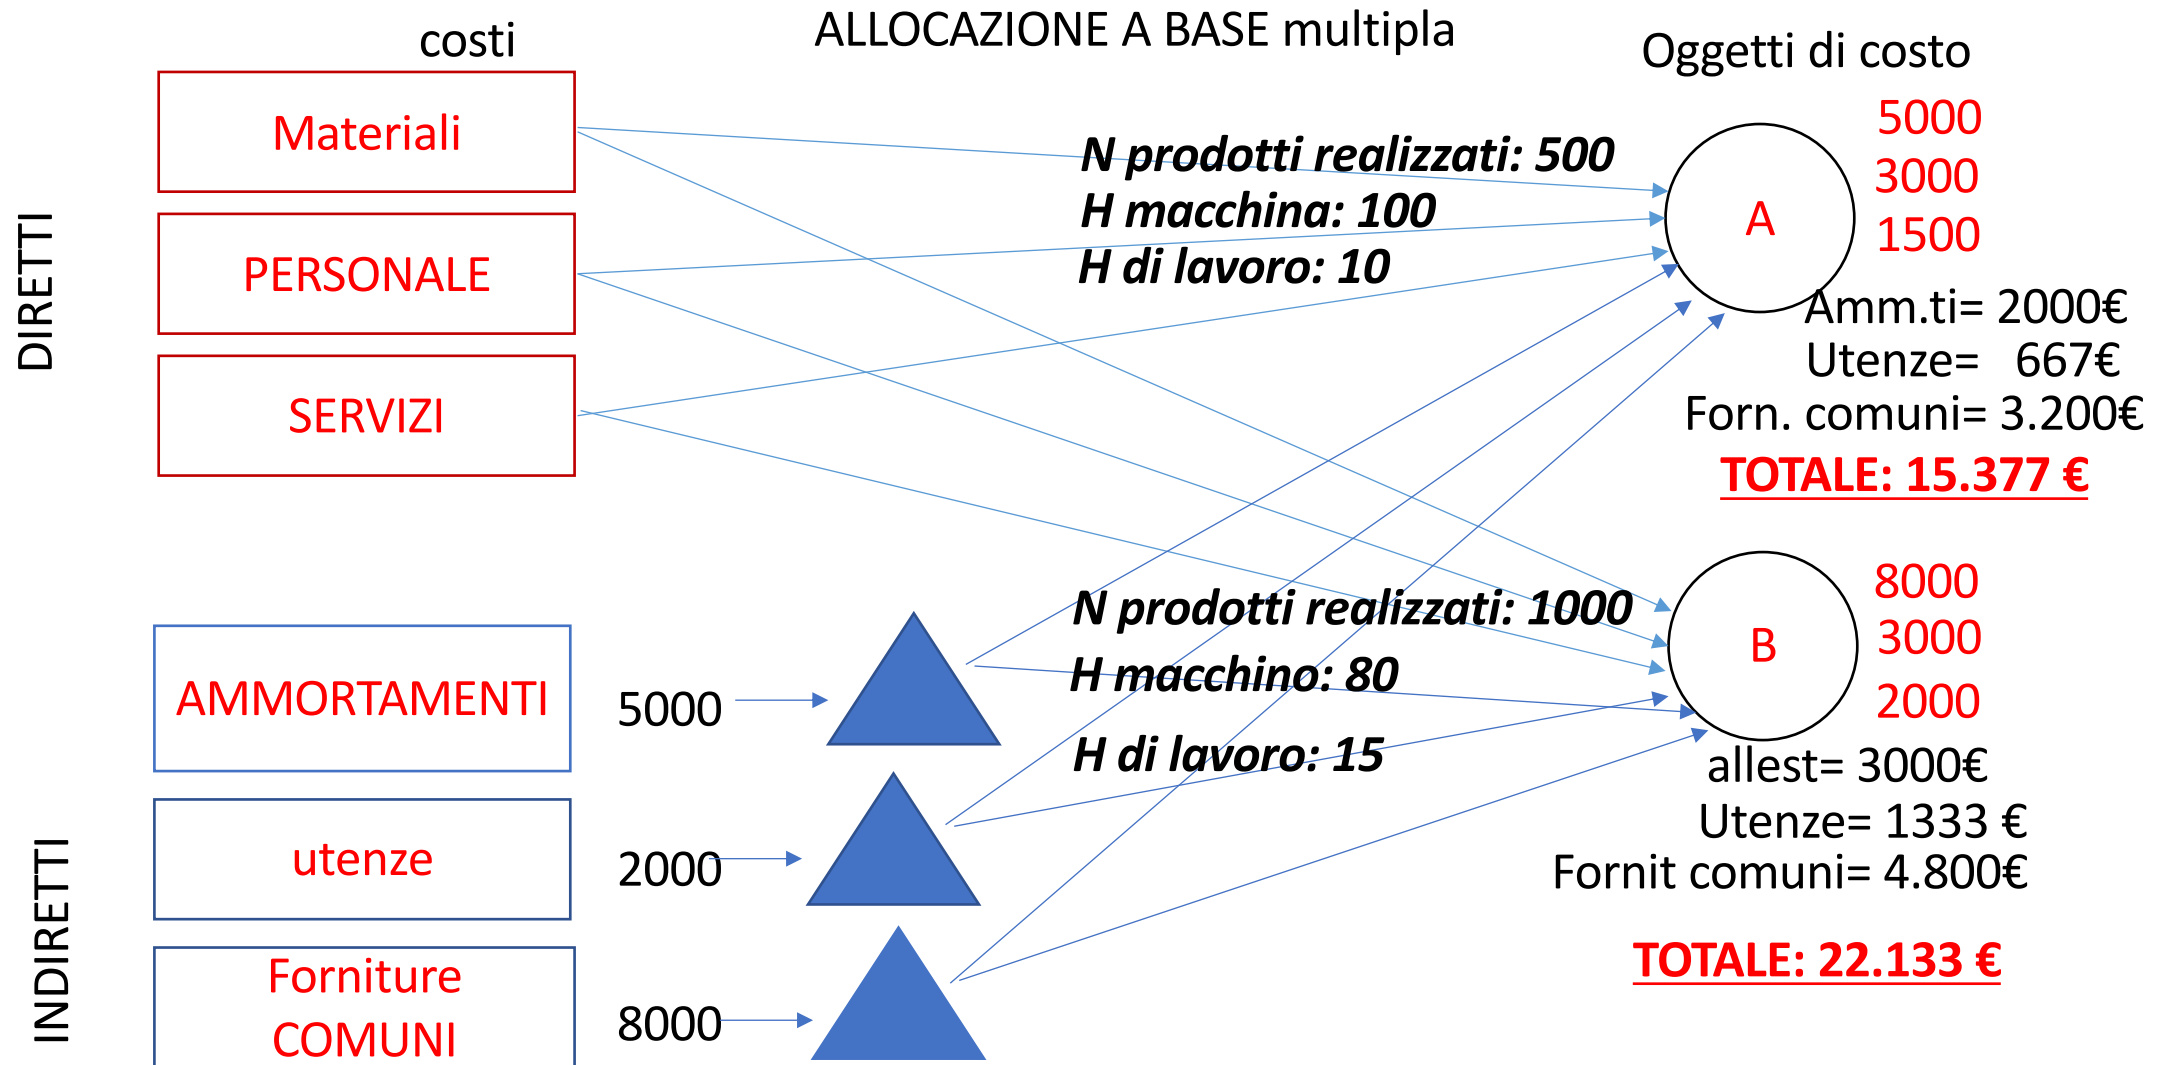 costi
ALLOCAZIONE A BASE multipla
Oggetti di costo
DIRETTI
Materiali
PERSONALE
SERVIZI
N prodotti realizzati: 500
H macchina: 100
H di lavoro: 10
A
5000
3000
1500
Amm.ti= 2000€
Utenze= 667€
Forn. comuni= 3.200€
TOTALE: 15.377 €
INDIRETTI
AMMORTAMENTI
5000
utenze
2000
Forniture
COMUNI
8000
N prodotti realizzati: 1000
H macchino: 80
H di lavoro: 15
B
8000
3000
2000
allest= 3000€
Utenze= 1333 €
Fornit comuni= 4.800€
TOTALE: 22.133 €